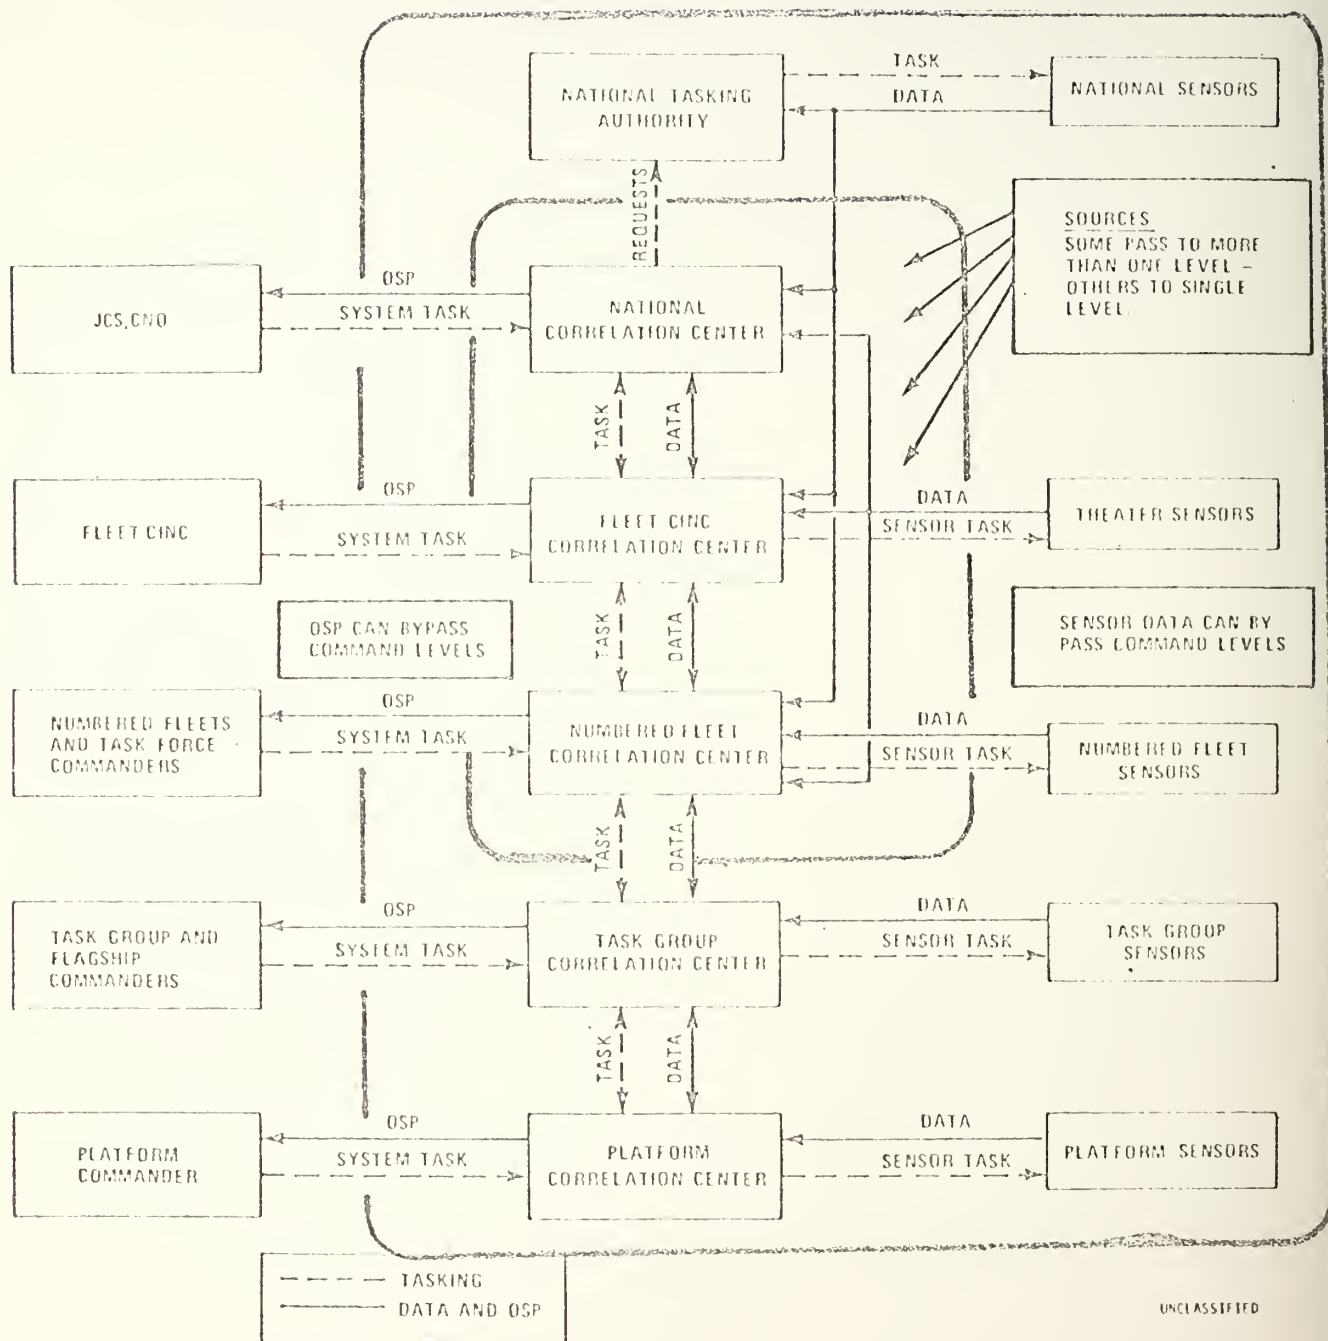 TASK
NATIONAL TASKING
AUTHORITY
DATA
NATIONAL SENSORS
REQUESTS
SOURCES
SOME PASS TO MORE
THAN ONE LEVEL –
OTHERS TO SINGLE
LEVEL.
JCS, CNO
OSP
SYSTEM TASK
NATIONAL
CORRELATION CENTER
TASK
DATA
FLEET CINC
OSP
SYSTEM TASK
FLEET CINC
CORRELATION CENTER
DATA
SENSOR TASK
THEATER SENSORS
OSP CAN BYPASS
COMMAND LEVELS
TASK
DATA
SENSOR DATA CAN BY
PASS COMMAND LEVELS
NUMBERED FLEETS
AND TASK FORCE
COMMANDERS
OSP
SYSTEM TASK
NUMBERED FLEET
CORRELATION CENTER
DATA
SENSOR TASK
NUMBERED FLEET
SENSORS
TASK
DATA
TASK GROUP AND
FLAGSHIP
COMMANDERS
OSP
SYSTEM TASK
TASK GROUP
CORRELATION CENTER
DATA
SENSOR TASK
TASK GROUP
SENSORS
TASK
DATA
PLATFORM
COMMANDER
OSP
SYSTEM TASK
PLATFORM
CORRELATION CENTER
DATA
SENSOR TASK
PLATFORM SENSORS
TASKING
DATA AND OSP
UNCLASSIFIED